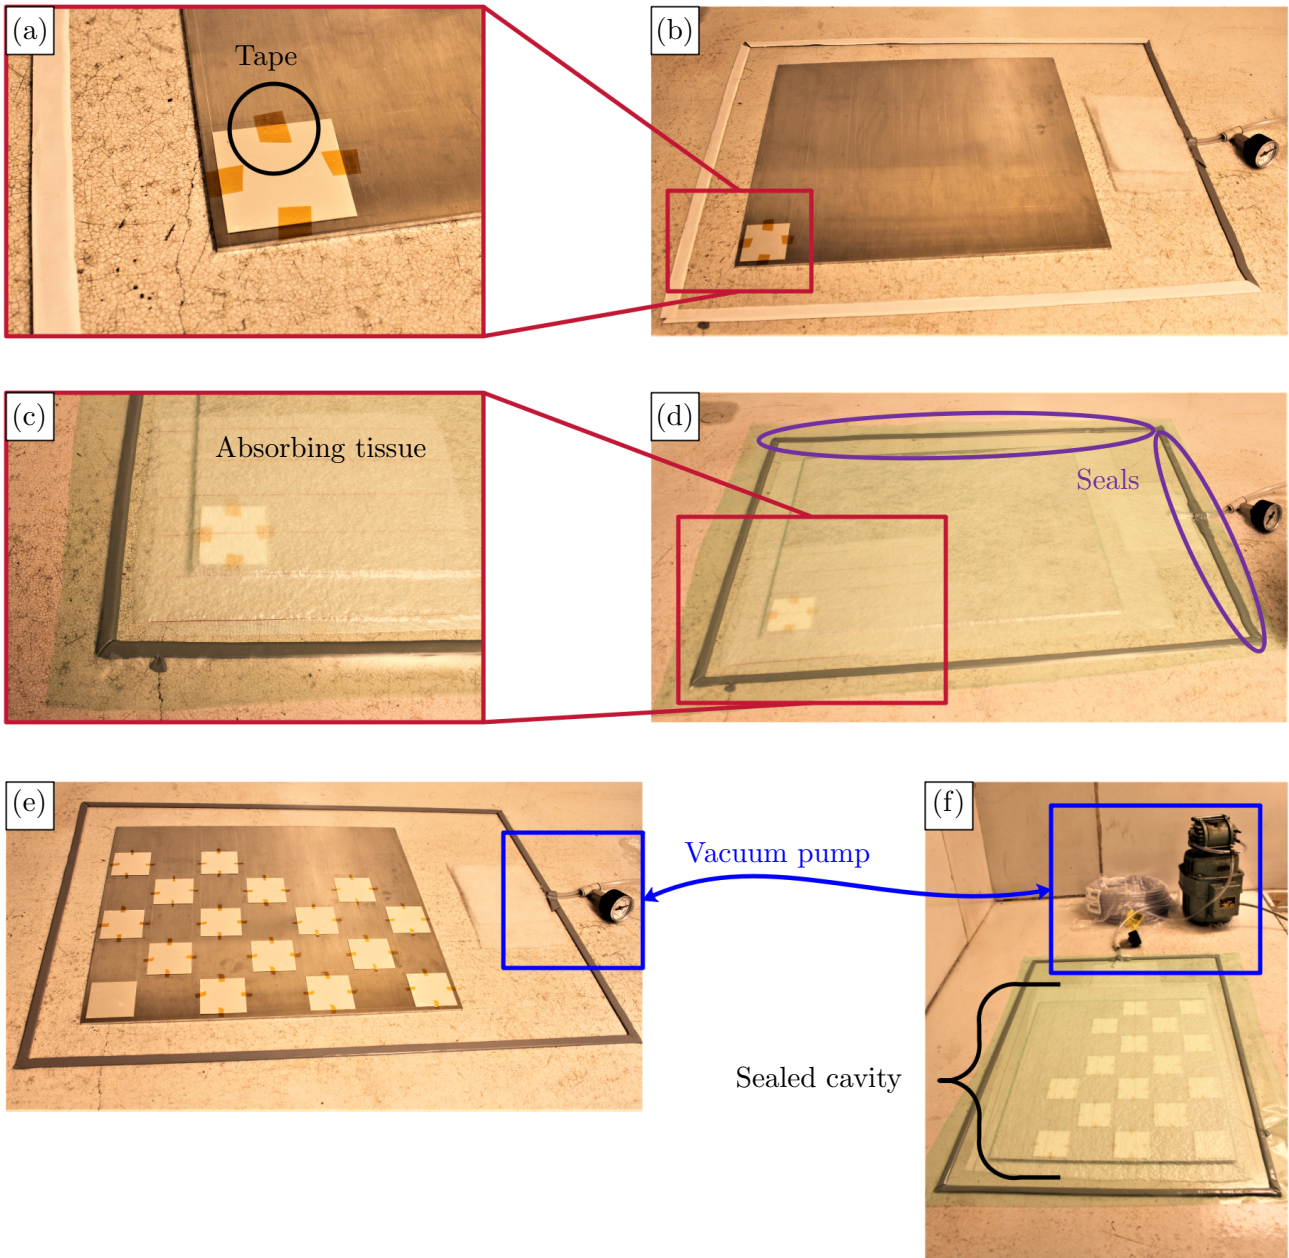 (a)
Tape
(b)
(c)
Absorbing tissue
(d)
Seals
(e)
Vacuum pump
(f)
Sealed cavity